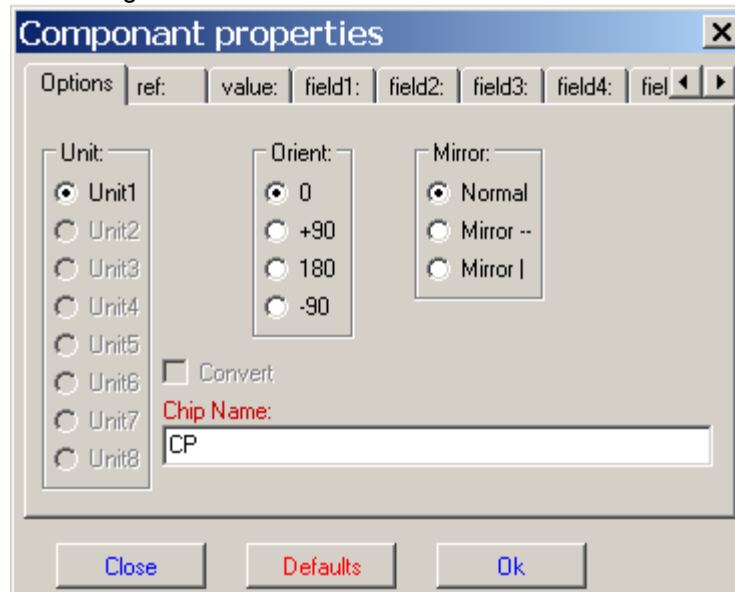 Componant properties
Options ref: value: field1: field2: field3: field4: fiel
Unit: Orient: Mirror:
Unit1 0 Normal
Unit2 +90 Mirror --
Unit3 180 Mirror |
Unit4 -90
Unit5
Unit6 Convert
Unit7 Chip Name:
Unit8 CP
Close Defaults Ok